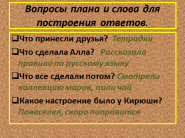 Вопросы плана и слова для
построения ответов.
Что принесли друзья? Тетрадки
Что сделала Алла? Рассказала
правило по русскому языку
Что все сделали потом? Смотрели
коллекцию марок, пили чай
Какое настроение было у Кирюши?
Повеселел, скоро поправится